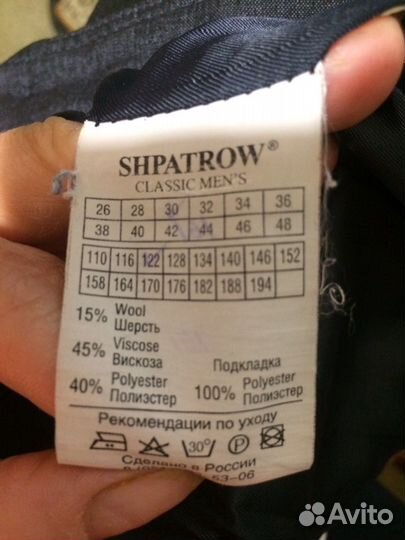 SHPATROW®
CLASSIC MEN'S
26 28 30 32 34 36
38 40 42 44 46 48
110 116 122 128 134 140 146 152
158 164 170 176 182 188 194
15% Wool
Шерсть
45% Viscose
Вискоза
Подкладка
40% Polyester 100% Polyester
Полиэстер Полиэстер
Рекомендации по уходу
30° P
Сделано в России
53-06
Avito